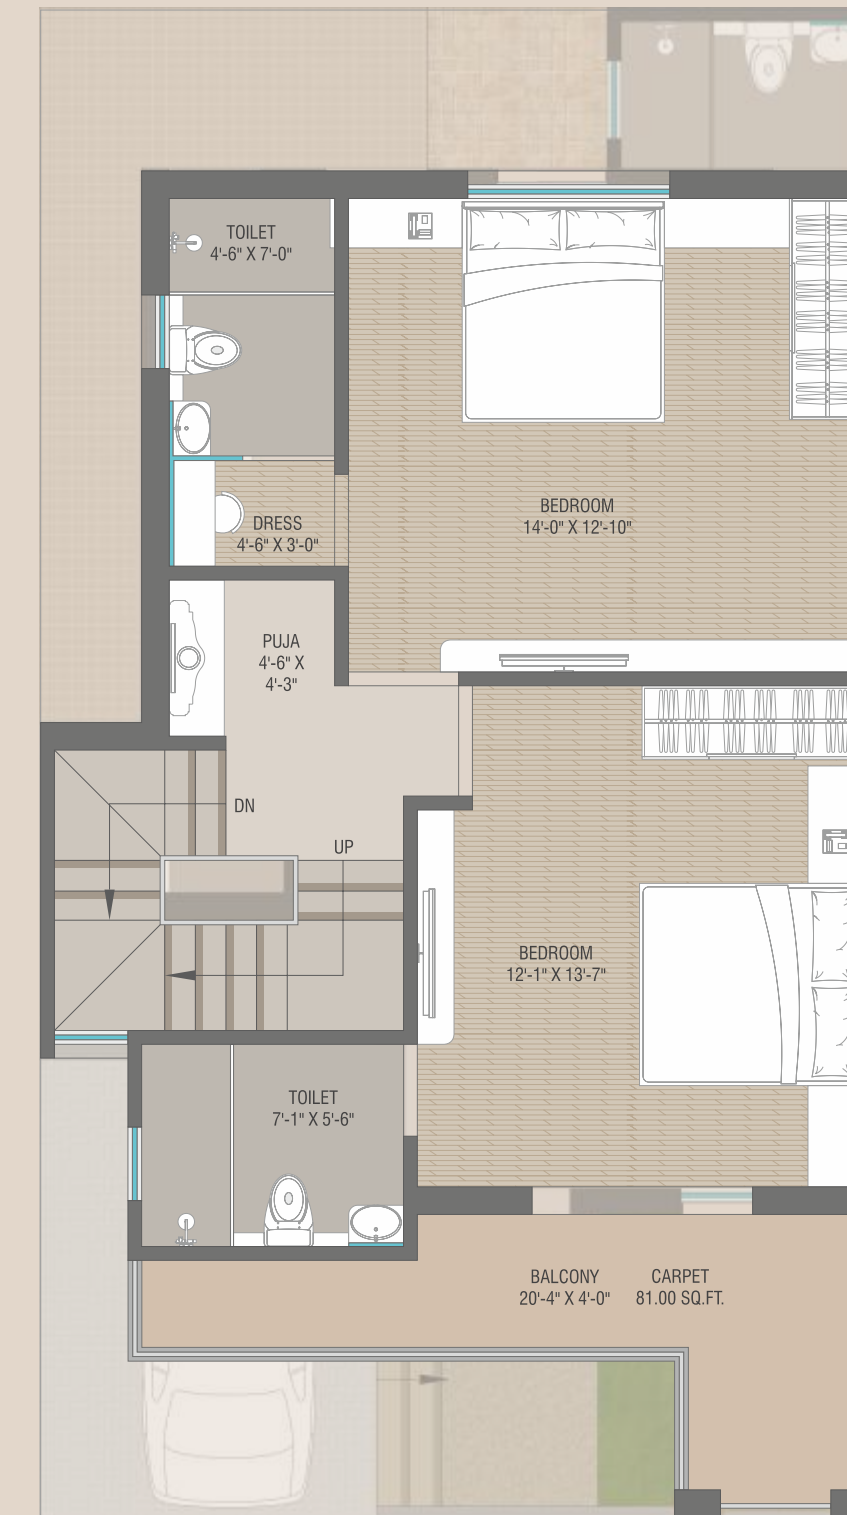 TOILET
4'-6" X 7'-0"
BEDROOM
14'-0" X 12'-10"
DRESS
4'-6" X 3'-0"
PUJA
4'-6" X
4'-3"
DN
UP
BEDROOM
12'-1" X 13'-7"
TOILET
7'-1" X 5'-6"
BALCONY
20'-4" X 4'-0"
CARPET
81.00 SQ.FT.